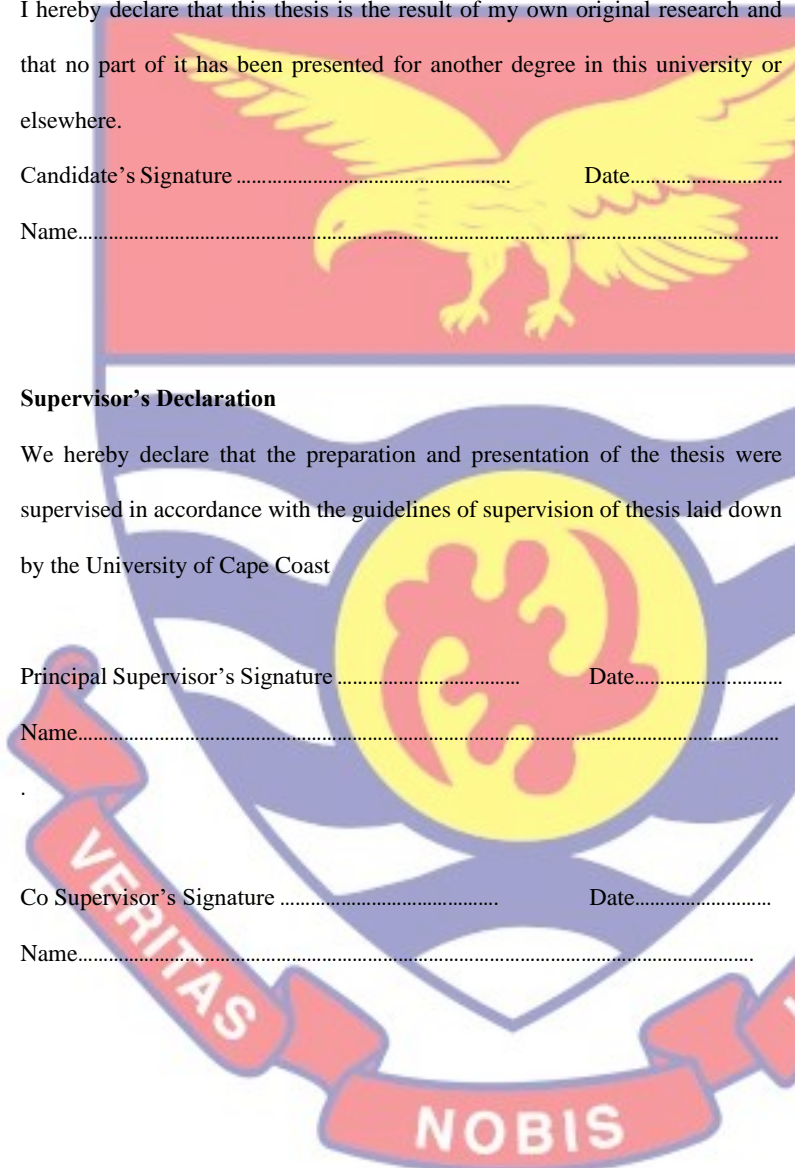 I hereby declare that this thesis is the result of my own original research and
that no part of it has been presented for another degree in this university or
elsewhere.
Candidate's Signature .................................................... Date.............................
Name.....................................................................................................................
Supervisor's Declaration
We hereby declare that the preparation and presentation of the thesis were
supervised in accordance with the guidelines of supervision of thesis laid down
by the University of Cape Coast
Principal Supervisor's Signature .................................. Date............................
Name.....................................................................................................................
.
Co Supervisor's Signature ......................................... Date..........................
Name.................................................................................................................
VERITAS
NOBIS